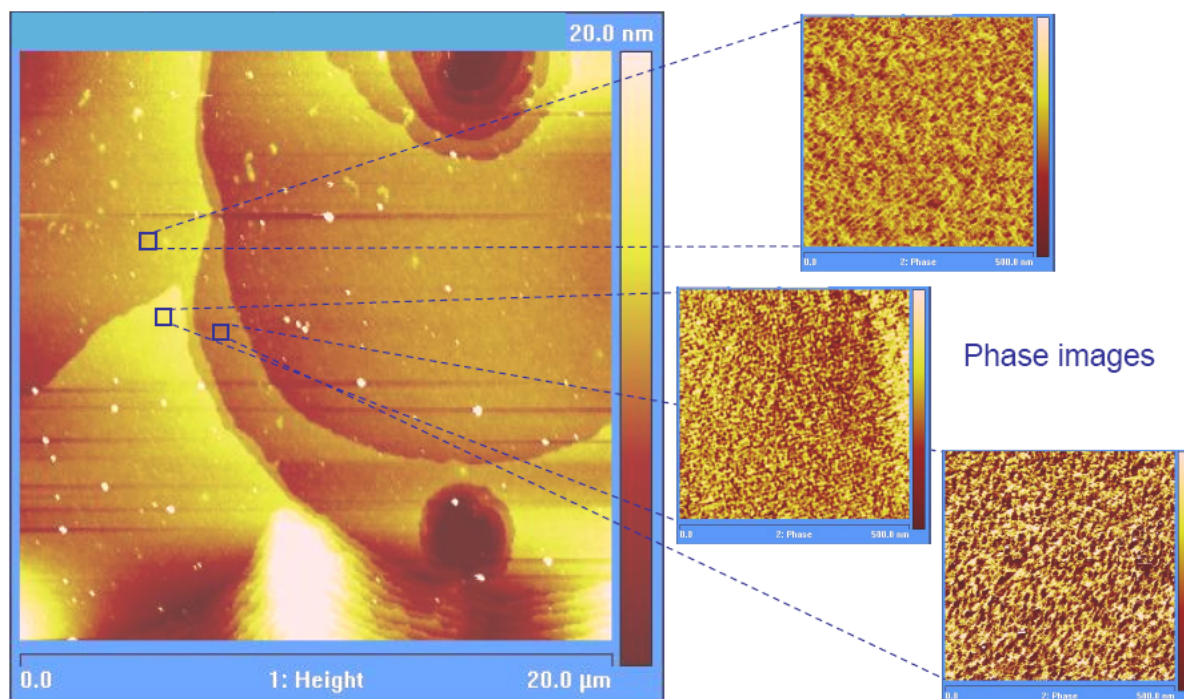 20.0 nm
0.0 1: Height 20.0 µm
0.0 2: Phase 500.0 nm
0.0 2: Phase 500.0 nm
Phase images
0.0 2: Phase 500.0 nm